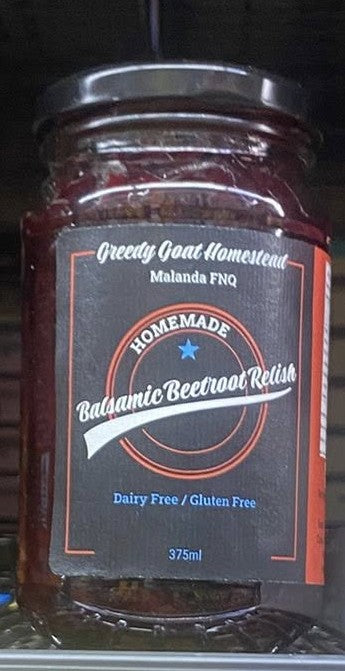 Greedy Goat Homestead
Malanda FNQ
HOMEMADE
Balsamic Beetroot Relish
Dairy Free / Gluten Free
375ml